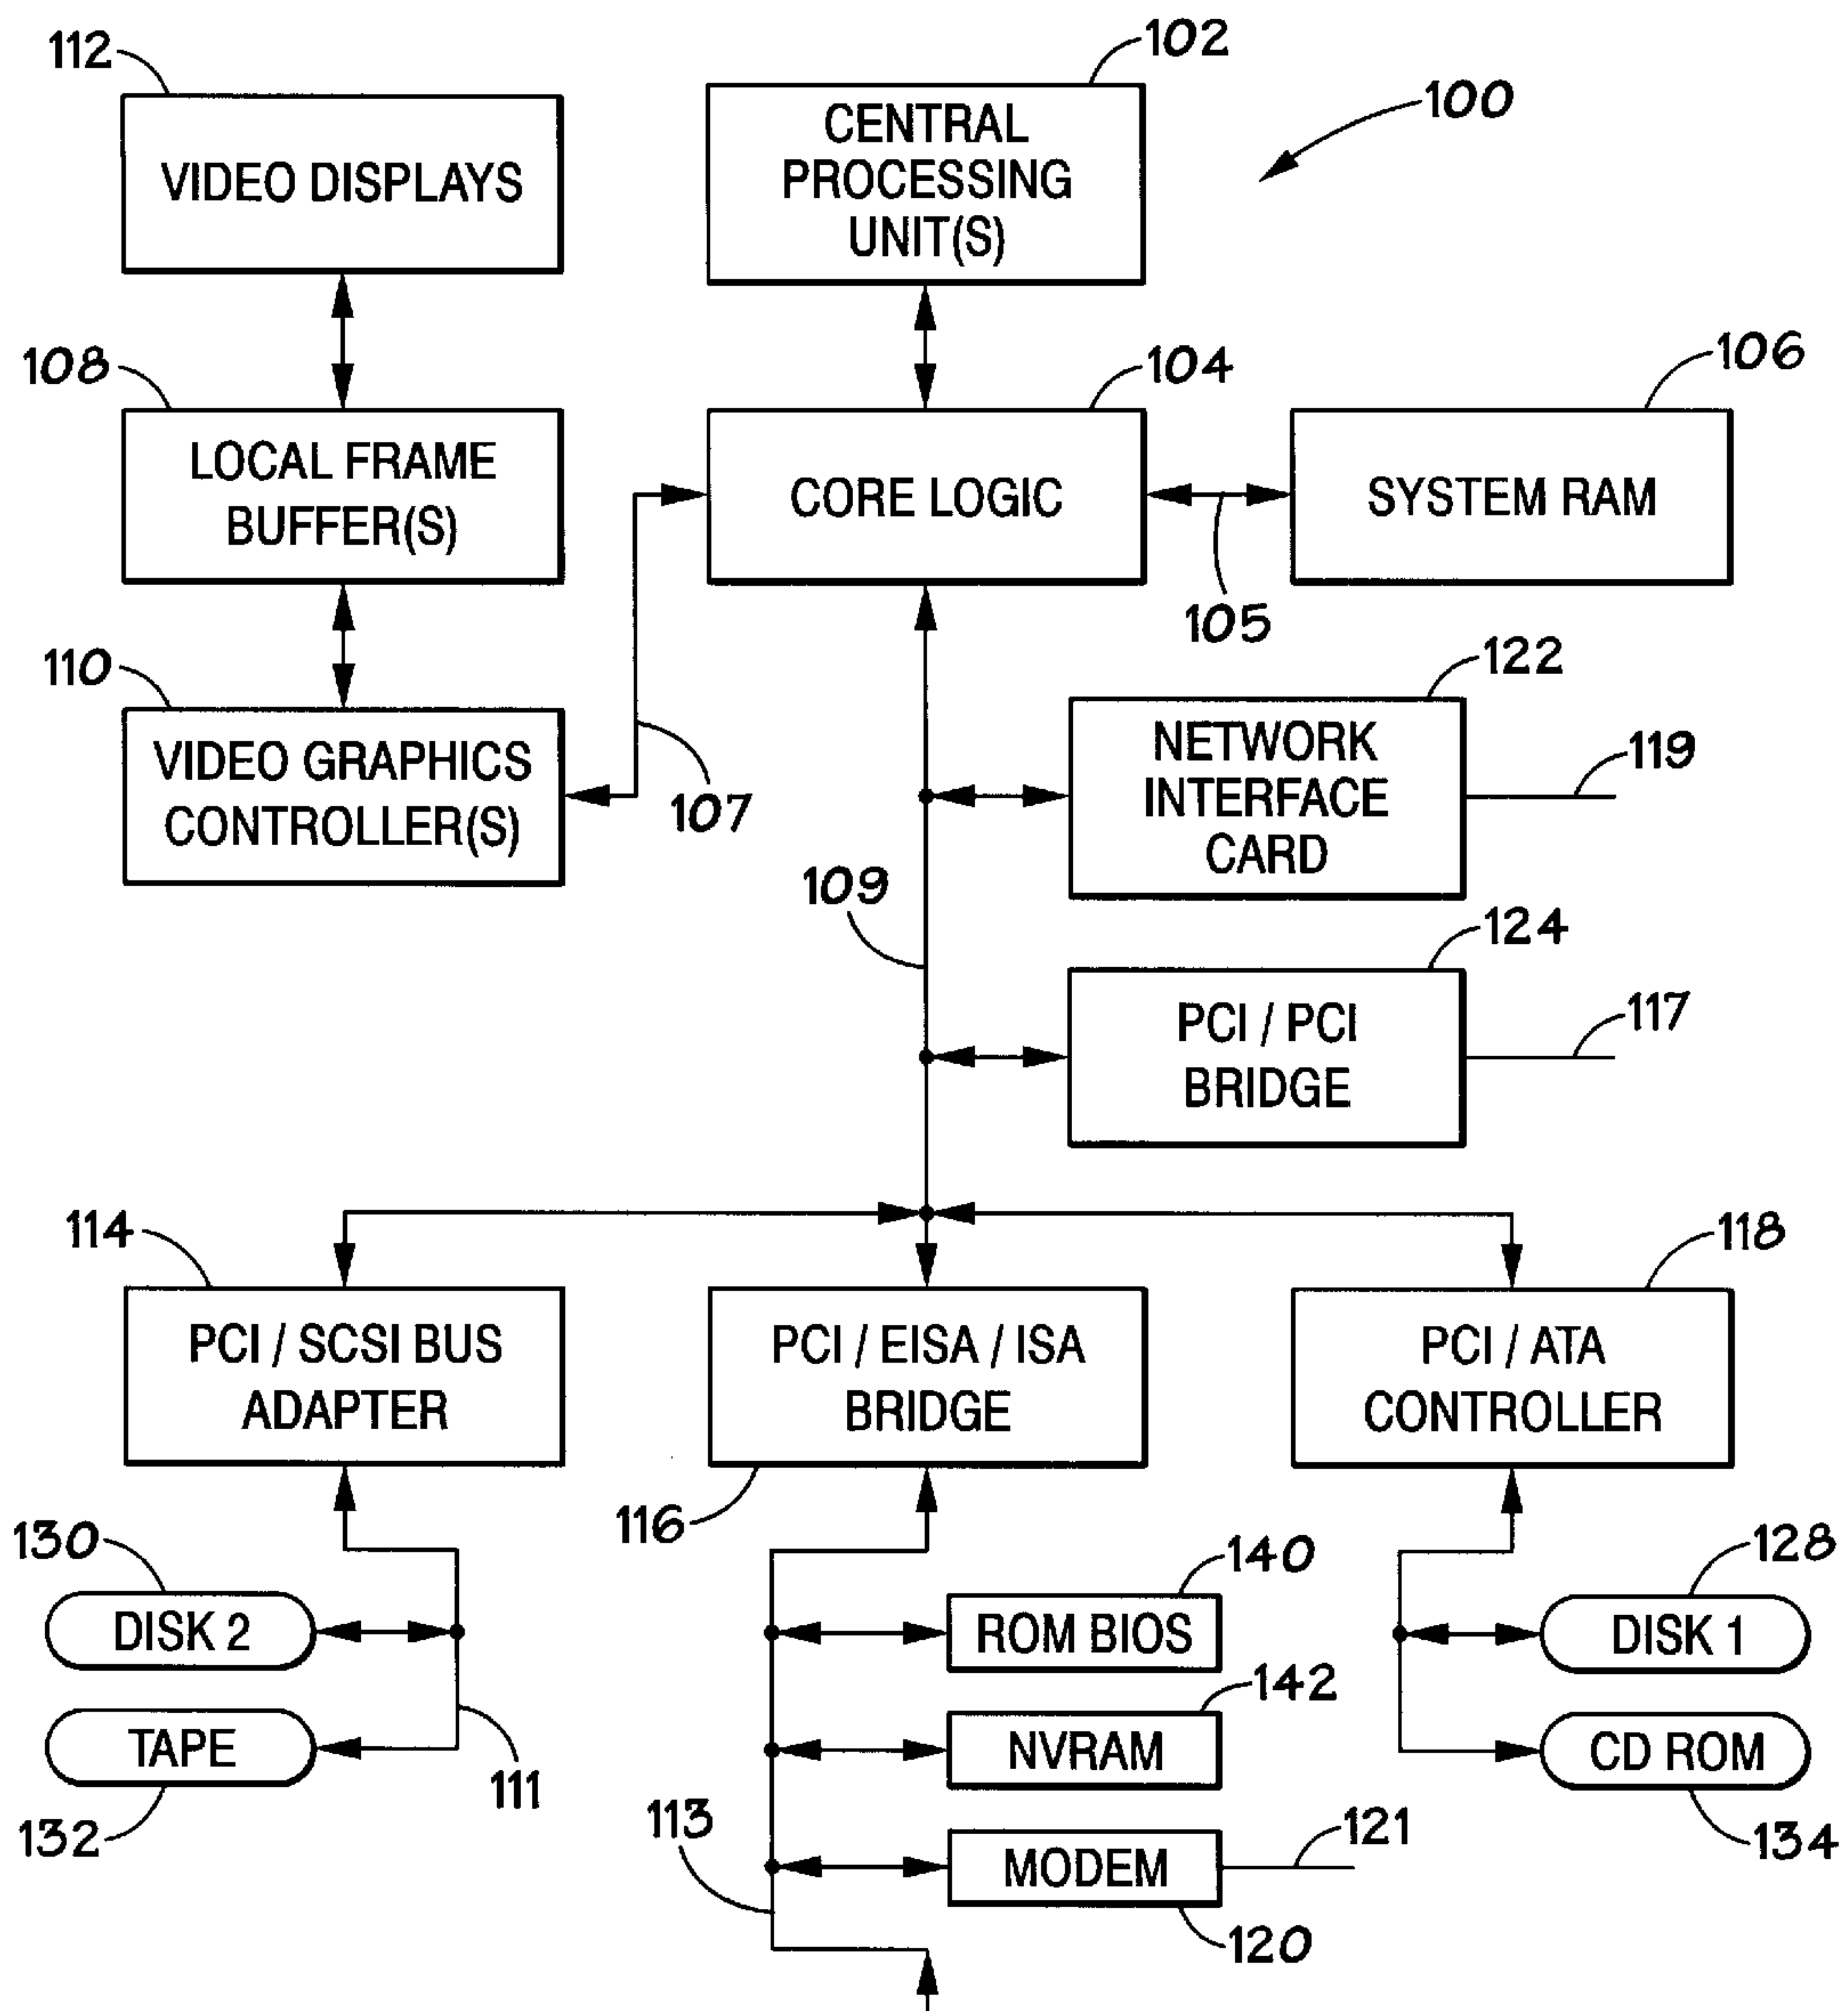 112
102
100
VIDEO DISPLAYS
CENTRAL
PROCESSING
UNIT(S)
108
104
106
LOCAL FRAME
BUFFER(S)
CORE LOGIC
SYSTEM RAM
105
110
122
VIDEO GRAPHICS
CONTROLLER(S)
107
NETWORK
INTERFACE
CARD
119
109
124
PCI / PCI
BRIDGE
117
114
118
PCI / SCSI BUS
ADAPTER
PCI / EISA / ISA
BRIDGE
PCI / ATA
CONTROLLER
116
130
140
128
DISK 2
ROM BIOS
DISK 1
142
TAPE
NVRAM
CD ROM
111
132
113
121
134
MODEM
120